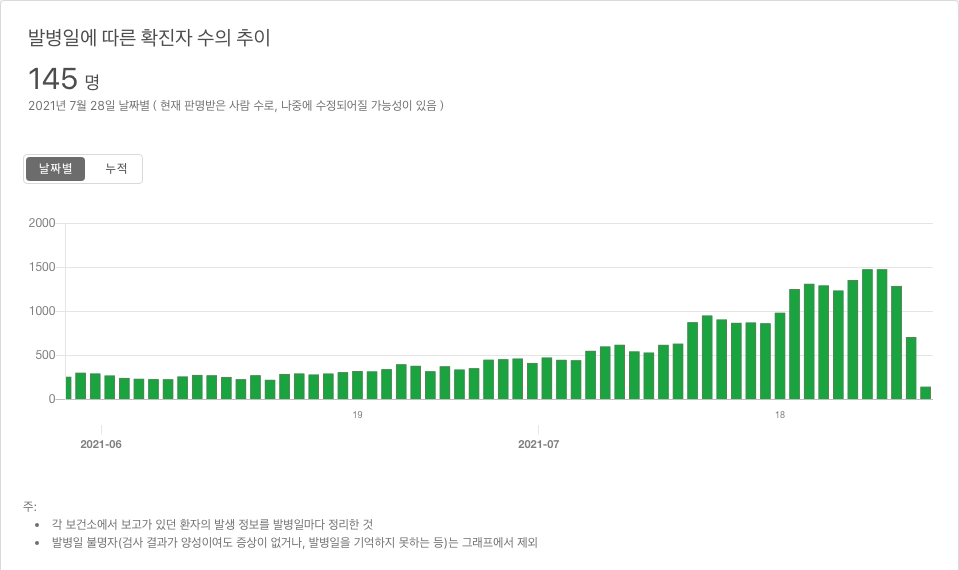 발병일에 따른 확진자 수의 추이
145 명
2021년 7월 28일 날짜별 ( 현재 판명받은 사람 수로, 나중에 수정되어질 가능성이 있음 )
날짜별 누적
2000
1500
1000
500
0
19 18
2021-06 2021-07
주:
• 각 보건소에서 보고가 있던 환자의 발생 정보를 발병일마다 정리한 것
• 발병일 불명자(검사 결과가 양성이여도 증상이 없거나, 발병일을 기억하지 못하는 등)는 그래프에서 제외